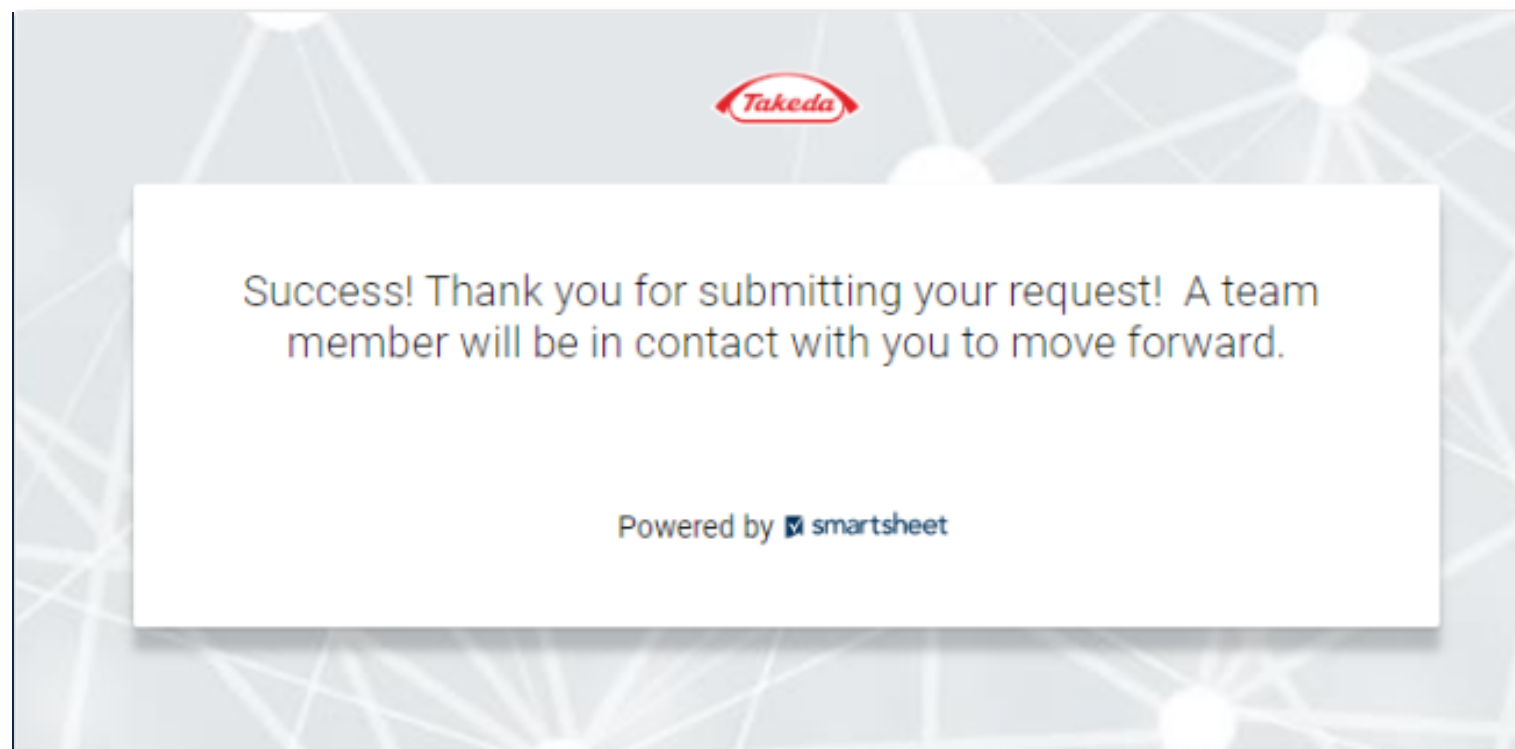 Takeda
Success! Thank you for submitting your request!  A team
member will be in contact with you to move forward.
Powered by smartsheet